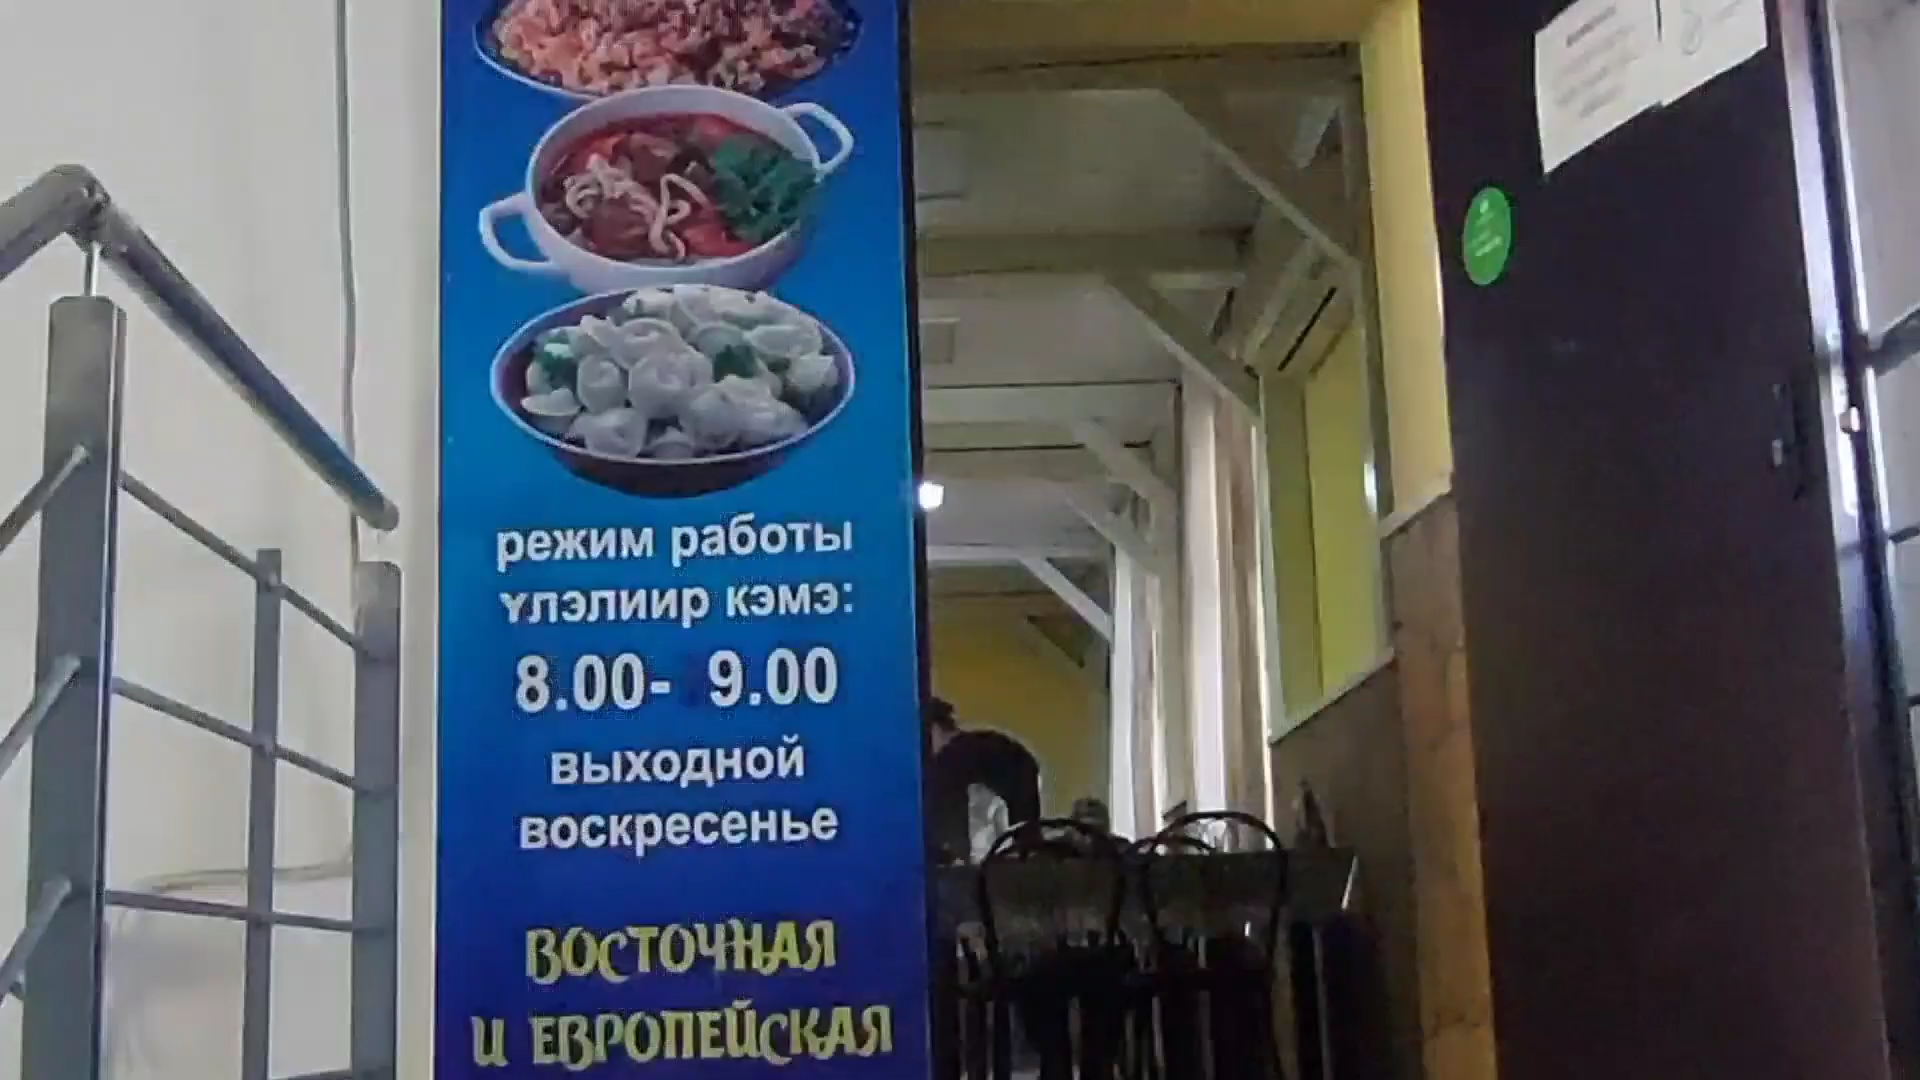 режим работы
үлэлиир кэмэ:
8.00- 9.00
выходной
воскресенье
ВОСТОЧНАЯ
И ЕВРОПЕЙСКАЯ